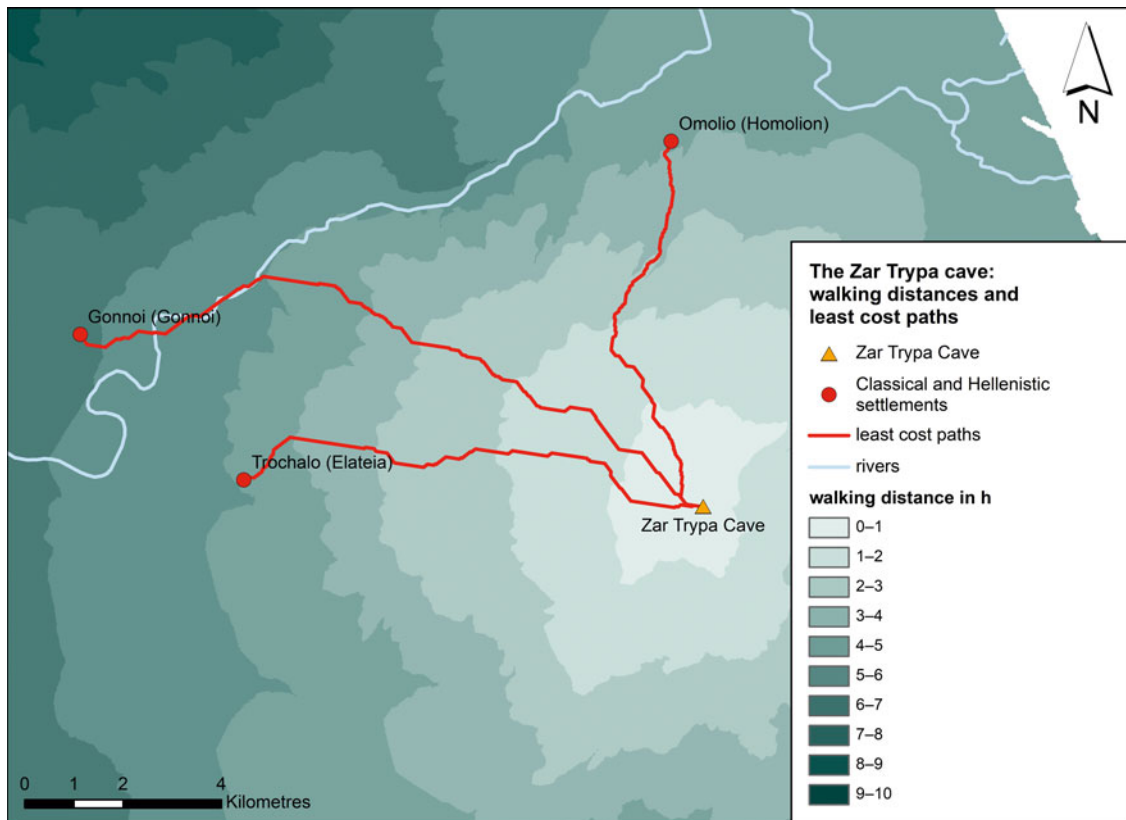 N
Omolio (Homolion)
Gonnoi (Gonnoi)
Trochalo (Elateia)
Zar Trypa Cave
The Zar Trypa cave:
walking distances and
least cost paths
Zar Trypa Cave
Classical and Hellenistic
settlements
least cost paths
rivers
walking distance in h
0–1
1–2
2–3
3–4
4–5
5–6
6–7
7–8
8–9
9–10
0 1 2 4
Kilometres